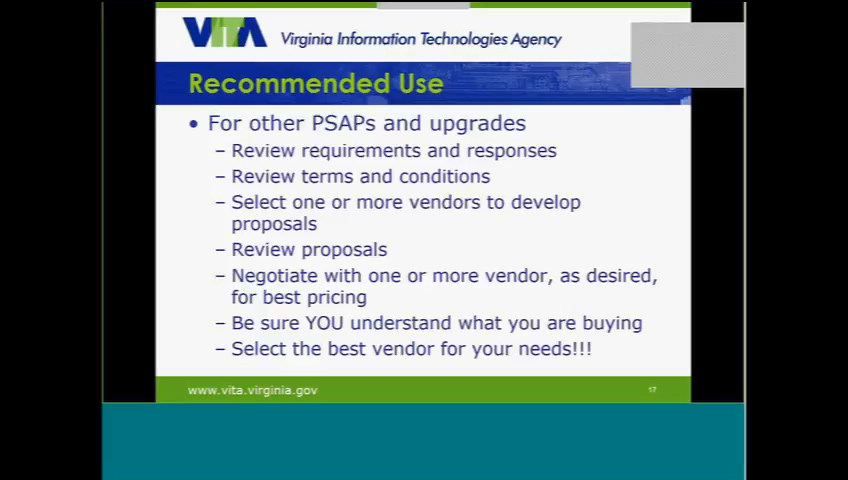 VITA Virginia Information Technologies Agency
Recommended Use
• For other PSAPs and upgrades
– Review requirements and responses
– Review terms and conditions
– Select one or more vendors to develop
proposals
– Review proposals
– Negotiate with one or more vendor, as desired,
for best pricing
– Be sure YOU understand what you are buying
– Select the best vendor for your needs!!!
www.vita.virginia.gov 17